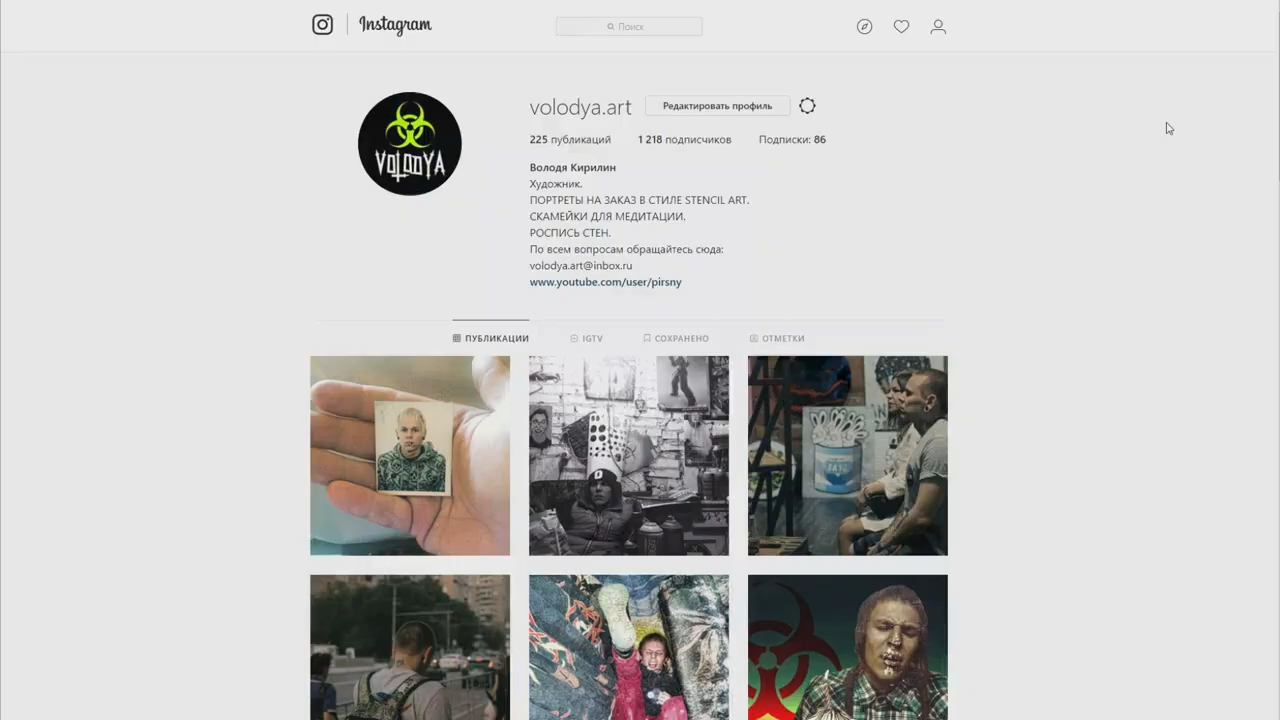 Instagram
Поиск
VOLODYA
volodya.art
Редактировать профиль
225 публикаций
1 218 подписчиков
Подписки: 86
Володя Кирилин
Художник.
ПОРТРЕТЫ НА ЗАКАЗ В СТИЛЕ STENCIL ART.
СКАМЕЙКИ ДЛЯ МЕДИТАЦИИ.
РОСПИСЬ СТЕН.
По всем вопросам обращайтесь сюда:
volodya.art@inbox.ru
www.youtube.com/user/pirsny
ПУБЛИКАЦИИ
IGTV
СОХРАНЕНО
ОТМЕТКИ